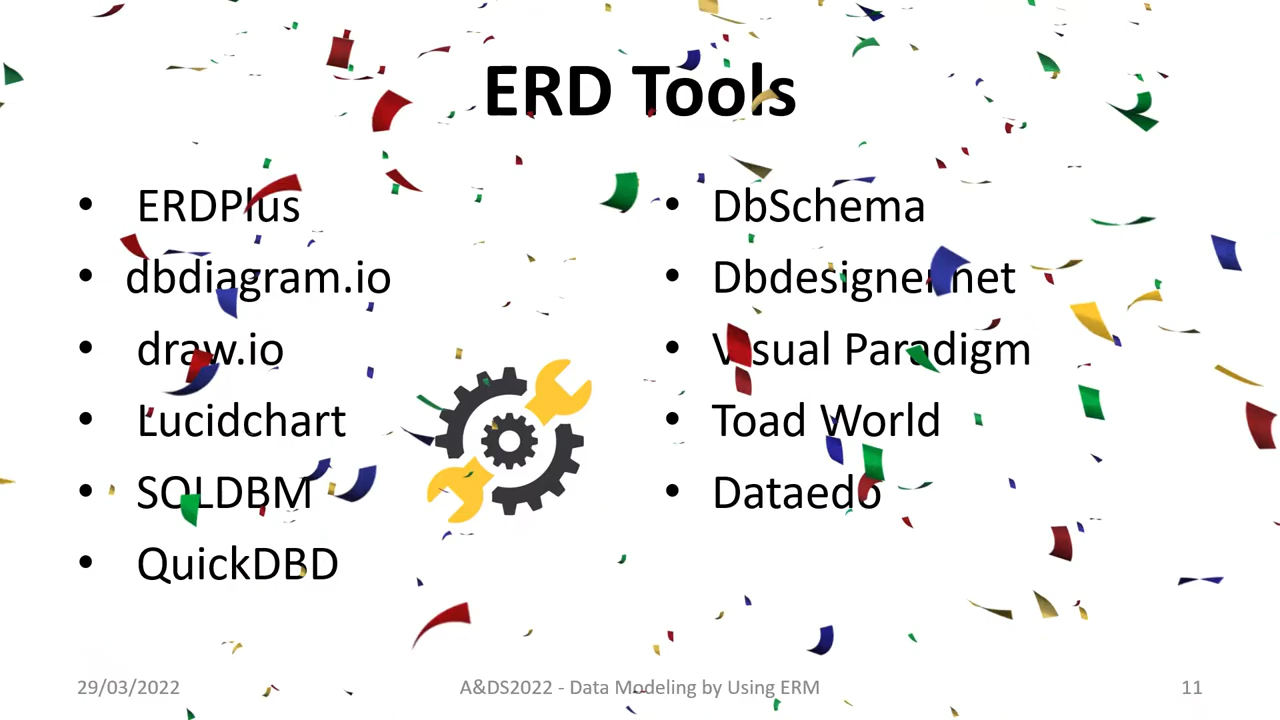 ERD Tools
• ERDPlus
• dbdiagram.io
• draw.io
• Lucidchart
• SQLDBM
• QuickDBD
• DbSchema
• Dbdesigner.net
• Visual Paradigm
• Toad World
• Dataedo
29/03/2022
A&DS2022 - Data Modeling by Using ERM
11